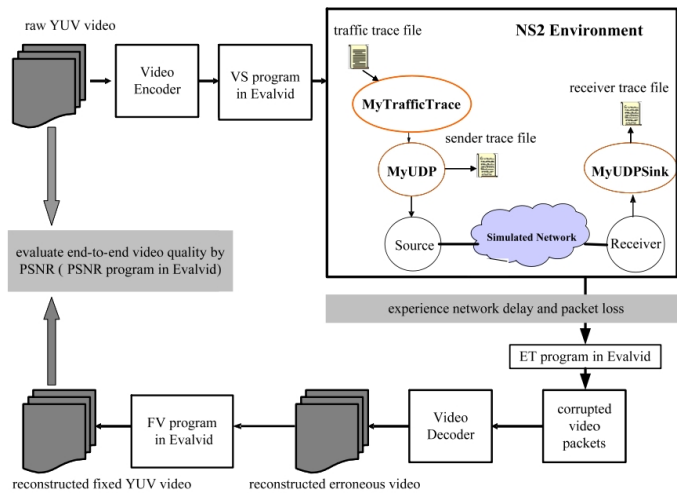 raw YUV video
Video
Encoder
VS program
in Evalvid
NS2 Environment
traffic trace file
MyTrafficTrace
sender trace file
MyUDP
receiver trace file
MyUDPSink
Source
Simulated Network
Receiver
evaluate end-to-end video quality by
PSNR ( PSNR program in Evalvid)
experience network delay and packet loss
ET program in Evalvid
corrupted
video
packets
Video
Decoder
reconstructed erroneous video
FV program
in Evalvid
reconstructed fixed YUV video